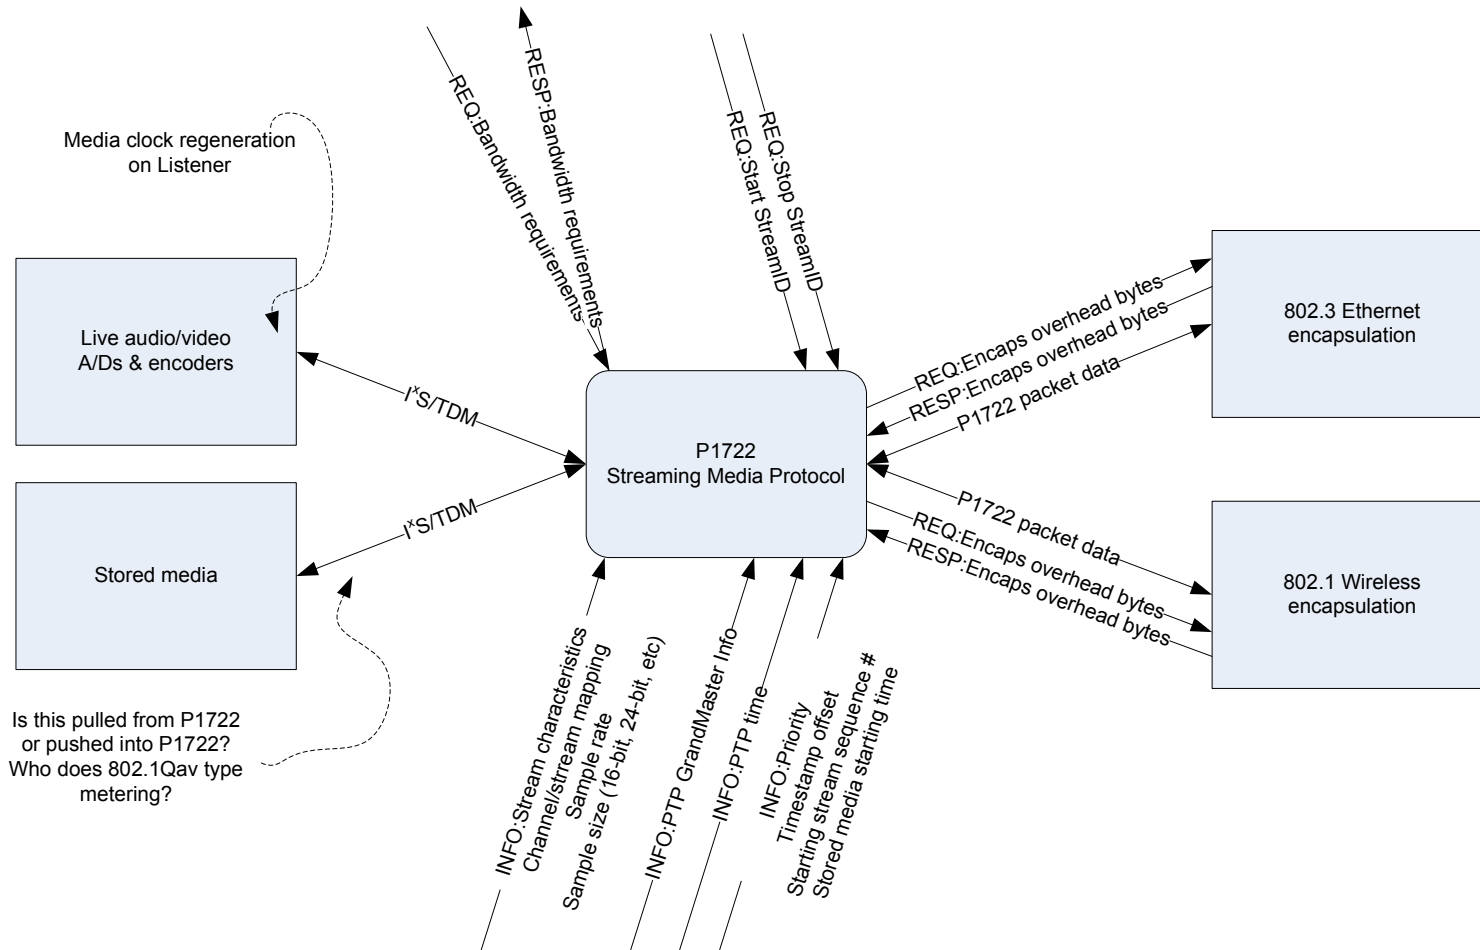 REQ:Bandwidth requirements
RESP:Bandwidth requirements
REQ:Start StreamID
REQ:Stop StreamID
Media clock regeneration
on Listener
Live audio/video
A/Ds & encoders
IˣS/TDM
Stored media
IˣS/TDM
Is this pulled from P1722
or pushed into P1722?
Who does 802.1Qav type
metering?
P1722
Streaming Media Protocol
REQ:Encaps overhead bytes
RESP:Encaps overhead bytes
P1722 packet data
802.3 Ethernet
encapsulation
P1722 packet data
REQ:Encaps overhead bytes
RESP:Encaps overhead bytes
802.1 Wireless
encapsulation
INFO:Stream characteristics
Channel/strream mapping
Sample rate
Sample size (16-bit, 24-bit, etc)
INFO:PTP GrandMaster Info
INFO:PTP time
INFO:Priority
Timestamp offset
Starting stream sequence #
Stored media starting time